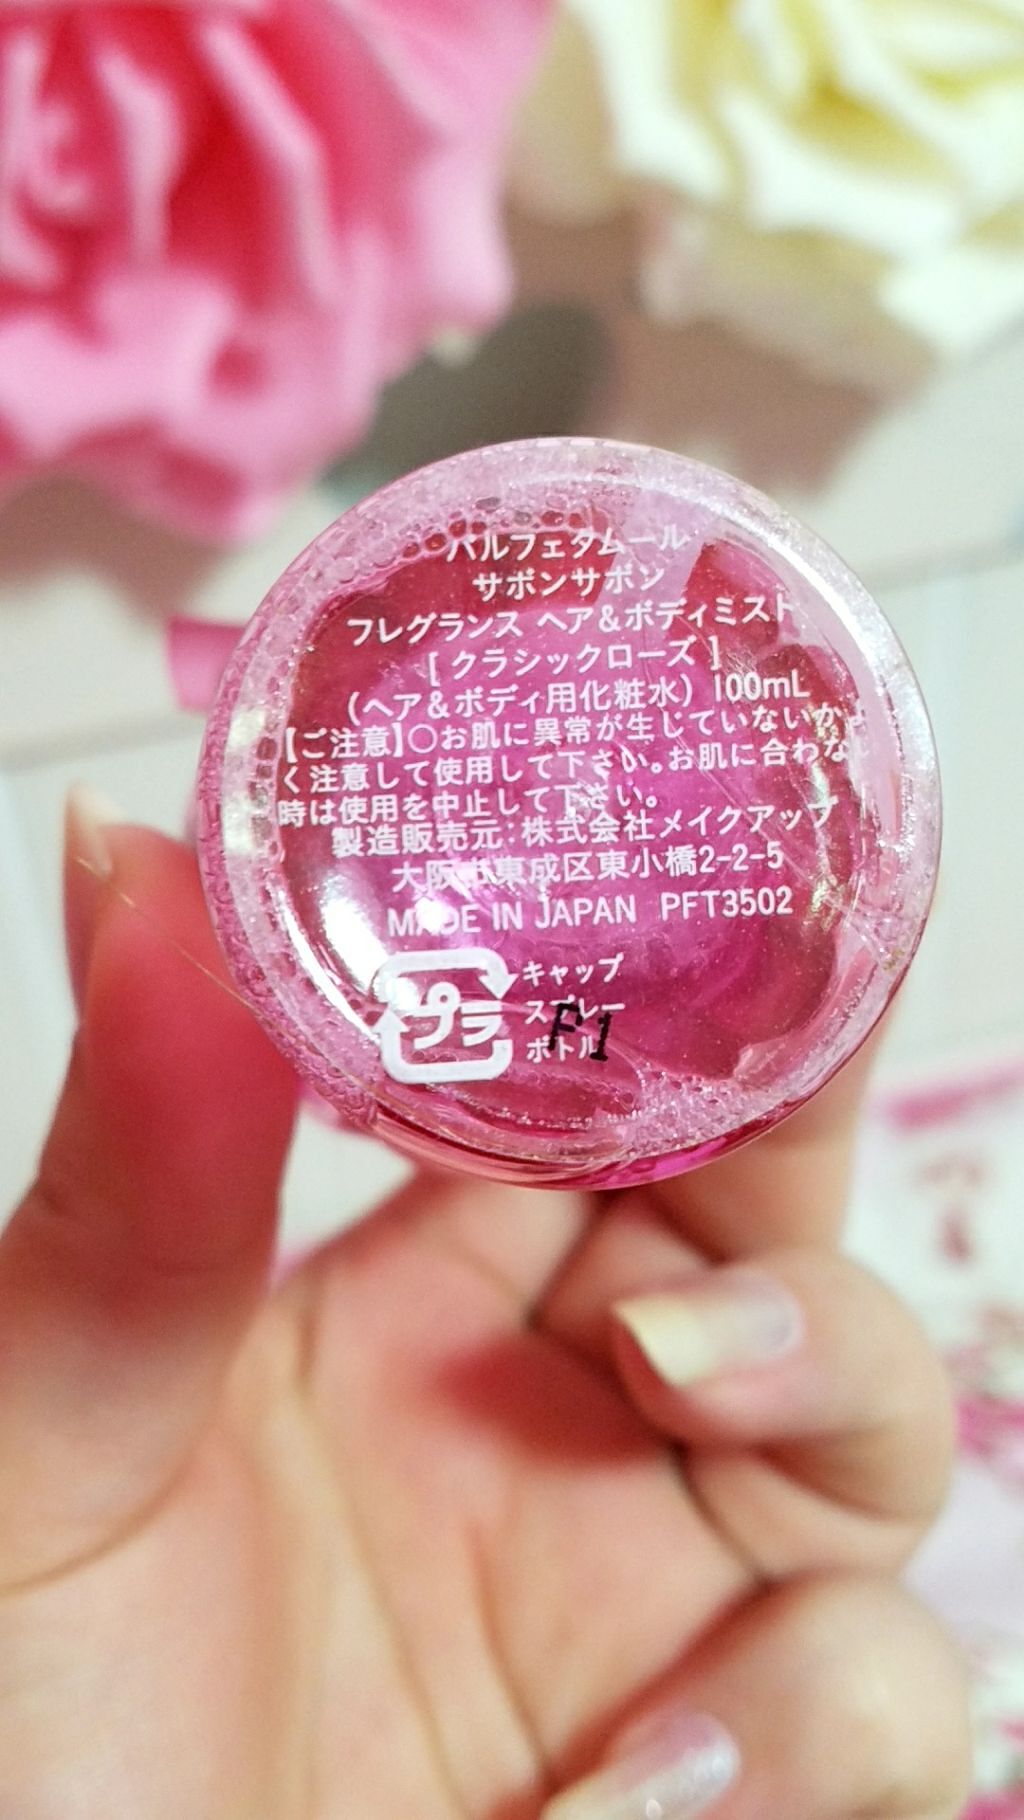 パルフェタムール
サボンサボン
フレグランス ヘア&ボディミスト
[ クラシックローズ ]
(ヘア&ボディ用化粧水) 100mL
【ご注意】○お肌に異常が生じていないか
く注意して使用して下さい。お肌に合わな
時は使用を中止して下さい。
製造販売元:株式会社メイクアップ
大阪市東成区東小橋2-2-5
MADE IN JAPAN PFT3502
プラ
キャップ
スプレー
ボトル
P1